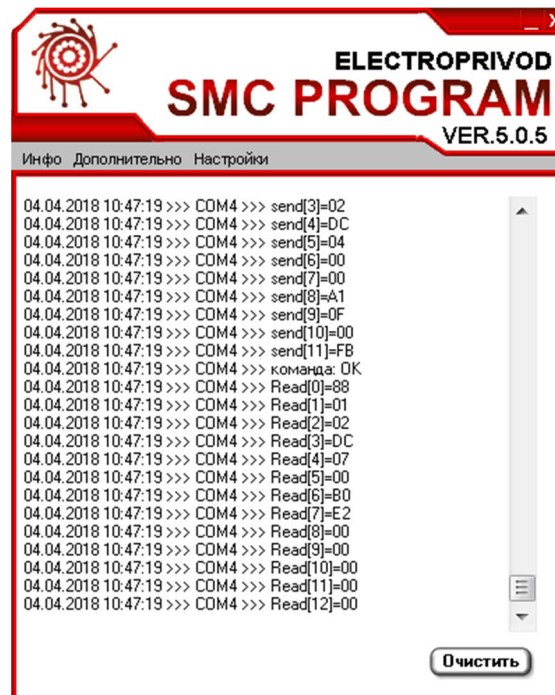 _ X
ELECTROPRIVOD
SMC PROGRAM
VER.5.0.5
Инфо Дополнительно Настройки
04.04.2018 10:47:19 >>> COM4 >>> send[3]=02
04.04.2018 10:47:19 >>> COM4 >>> send[4]=DC
04.04.2018 10:47:19 >>> COM4 >>> send[5]=04
04.04.2018 10:47:19 >>> COM4 >>> send[6]=00
04.04.2018 10:47:19 >>> COM4 >>> send[7]=00
04.04.2018 10:47:19 >>> COM4 >>> send[8]=A1
04.04.2018 10:47:19 >>> COM4 >>> send[9]=0F
04.04.2018 10:47:19 >>> COM4 >>> send[10]=00
04.04.2018 10:47:19 >>> COM4 >>> send[11]=FB
04.04.2018 10:47:19 >>> COM4 >>> команда: OK
04.04.2018 10:47:19 >>> COM4 >>> Read[0]=88
04.04.2018 10:47:19 >>> COM4 >>> Read[1]=01
04.04.2018 10:47:19 >>> COM4 >>> Read[2]=02
04.04.2018 10:47:19 >>> COM4 >>> Read[3]=DC
04.04.2018 10:47:19 >>> COM4 >>> Read[4]=07
04.04.2018 10:47:19 >>> COM4 >>> Read[5]=00
04.04.2018 10:47:19 >>> COM4 >>> Read[6]=B0
04.04.2018 10:47:19 >>> COM4 >>> Read[7]=E2
04.04.2018 10:47:19 >>> COM4 >>> Read[8]=00
04.04.2018 10:47:19 >>> COM4 >>> Read[9]=00
04.04.2018 10:47:19 >>> COM4 >>> Read[10]=00
04.04.2018 10:47:19 >>> COM4 >>> Read[11]=00
04.04.2018 10:47:19 >>> COM4 >>> Read[12]=00
Очистить